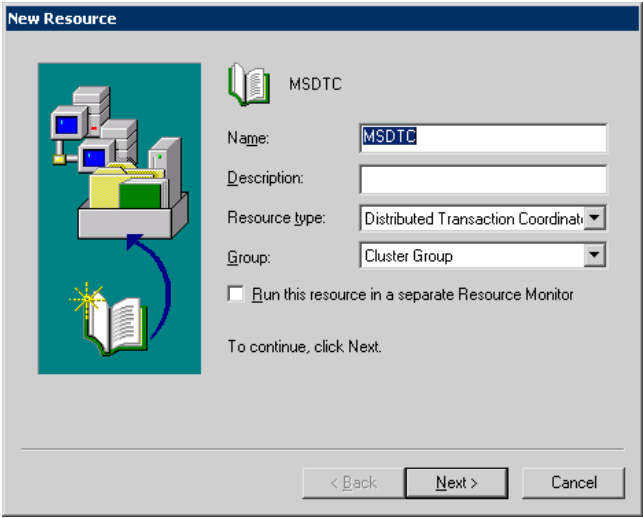 New Resource
MSDTC
Name: MSDTC
Description:
Resource type: Distributed Transaction Coordinat
Group: Cluster Group
Run this resource in a separate Resource Monitor
To continue, click Next.
< Back Next > Cancel